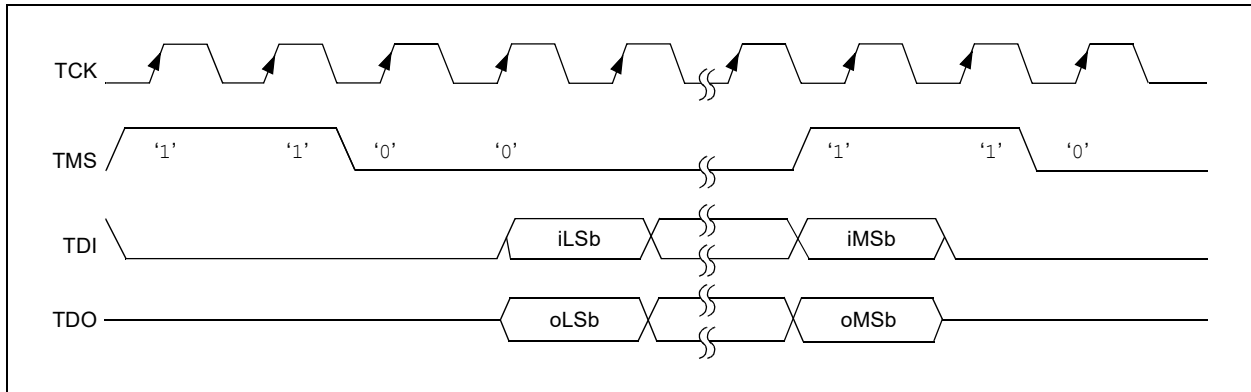 TCK
TMS ‘1’ ‘1’ ‘0’ ‘0’ ‘1’ ‘1’ ‘0’
TDI iLSb iMSb
TDO oLSb oMSb